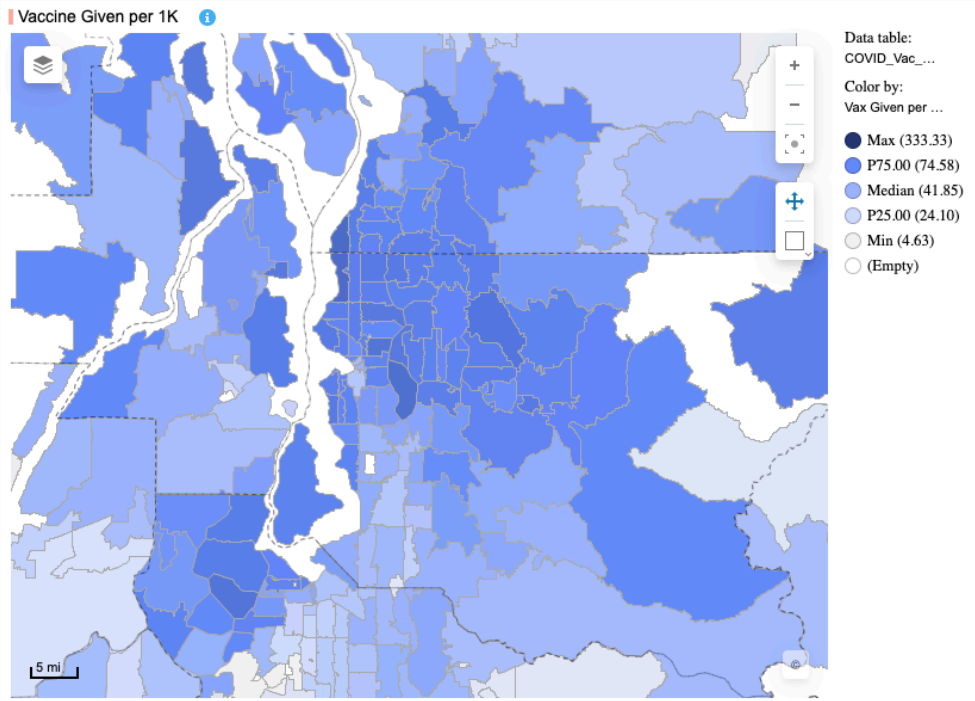 Vaccine Given per 1K
i
Data table:
COVID_Vac_...
Color by:
Vax Given per ...
Max (333.33)
P75.00 (74.58)
Median (41.85)
P25.00 (24.10)
Min (4.63)
(Empty)
5 mi
©